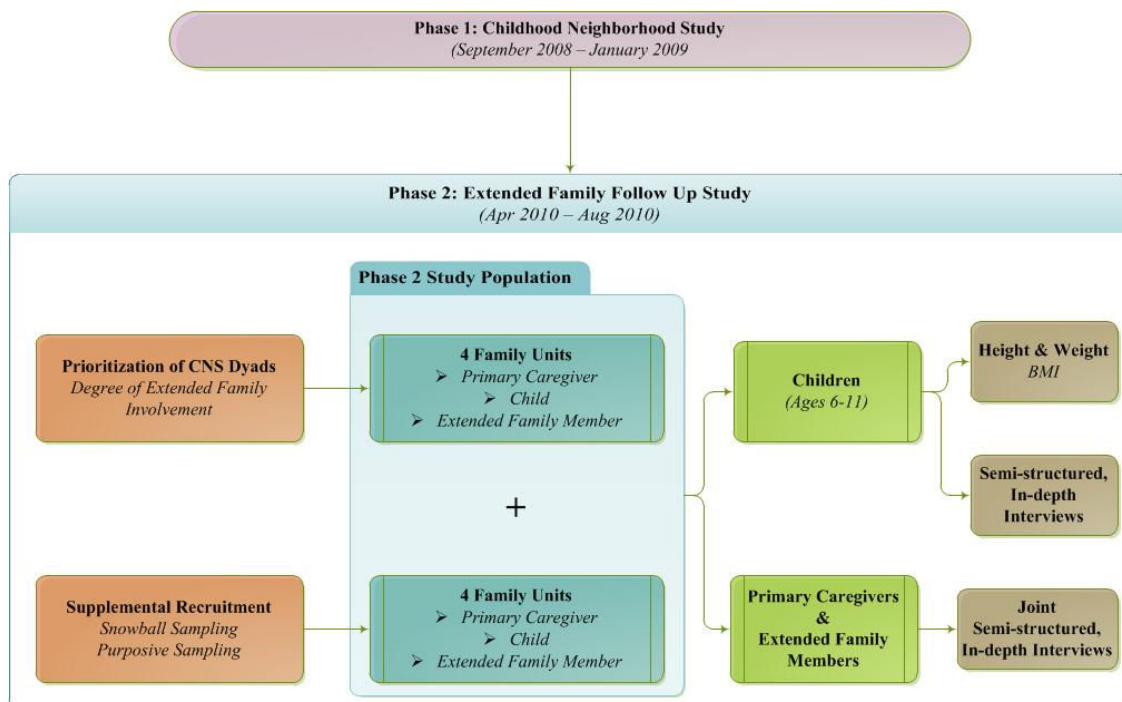 Phase 1: Childhood Neighborhood Study
(September 2008 – January 2009
Phase 2: Extended Family Follow Up Study
(Apr 2010 – Aug 2010)
Phase 2 Study Population
Prioritization of CNS Dyads
Degree of Extended Family
Involvement
4 Family Units
➢ Primary Caregiver
➢ Child
➢ Extended Family Member
Children
(Ages 6-11)
Height & Weight
BMI
Semi-structured,
In-depth
Interviews
+
Supplemental Recruitment
Snowball Sampling
Purposive Sampling
4 Family Units
➢ Primary Caregiver
➢ Child
➢ Extended Family Member
Primary Caregivers
&
Extended Family
Members
Joint
Semi-structured,
In-depth Interviews